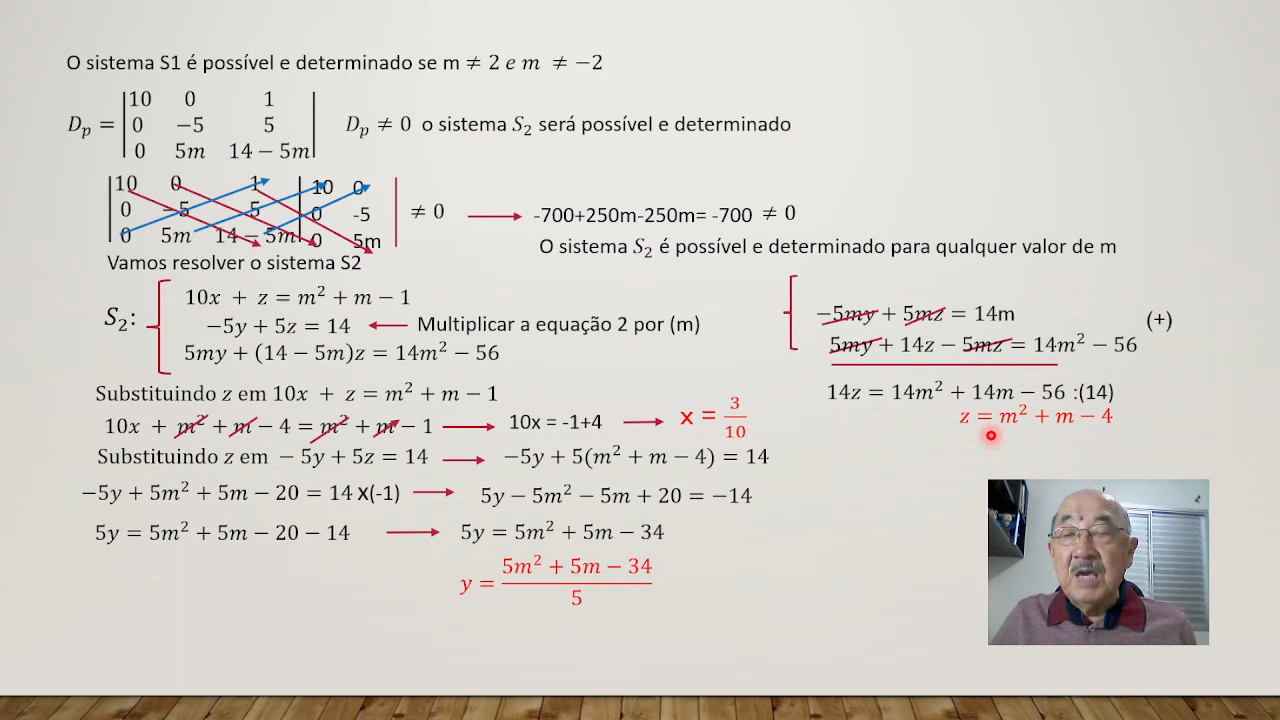 O sistema S1 é possível e determinado se m ≠ 2 e m ≠ −2
D_p = | 10 0 1 |
| 0 −5 5 |
| 0 5m 14 − 5m |
D_p ≠ 0 o sistema S_2 será possível e determinado
| 10 0 1 | 10 0 |
| 0 −5 5 | 0 -5 | ≠ 0
| 0 5m 14 − 5m | 0 5m |
-700+250m-250m= -700 ≠ 0
O sistema S_2 é possível e determinado para qualquer valor de m
Vamos resolver o sistema S2
S_2:
10x + z = m² + m − 1
−5y + 5z = 14
5my + (14 − 5m)z = 14m² − 56
Multiplicar a equação 2 por (m)
−5my + 5mz = 14m
(+)
5my + 14z − 5mz = 14m² − 56
14z = 14m² + 14m − 56 :(14)
z = m² + m − 4
Substituindo z em 10x + z = m² + m − 1
10x + m² + m − 4 = m² + m − 1
10x = -1+4
x = 3/10
Substituindo z em − 5y + 5z = 14
−5y + 5(m² + m − 4) = 14
−5y + 5m² + 5m − 20 = 14 x(-1)
5y − 5m² − 5m + 20 = −14
5y = 5m² + 5m − 20 − 14
5y = 5m² + 5m − 34
y = (5m² + 5m − 34)/5